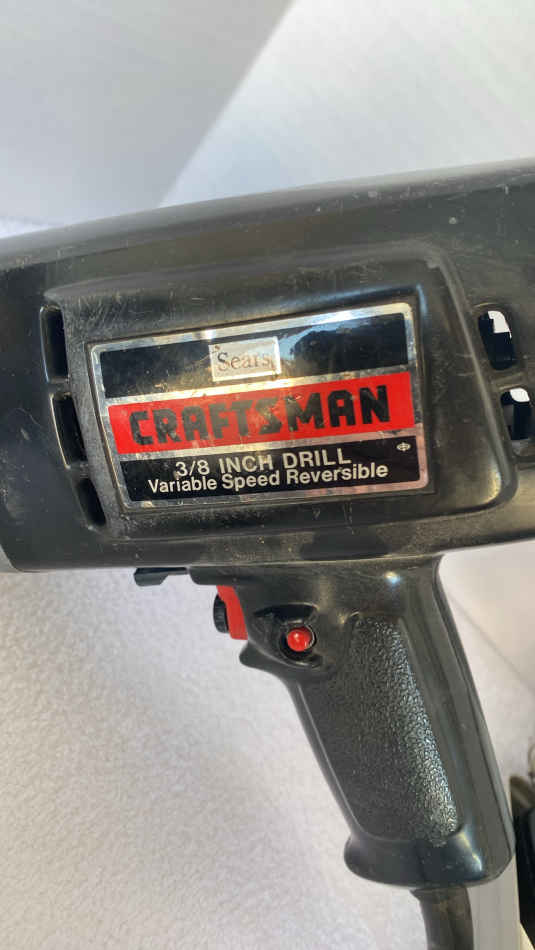 Sears
CRAFTSMAN
3/8 INCH DRILL
Variable Speed Reversible